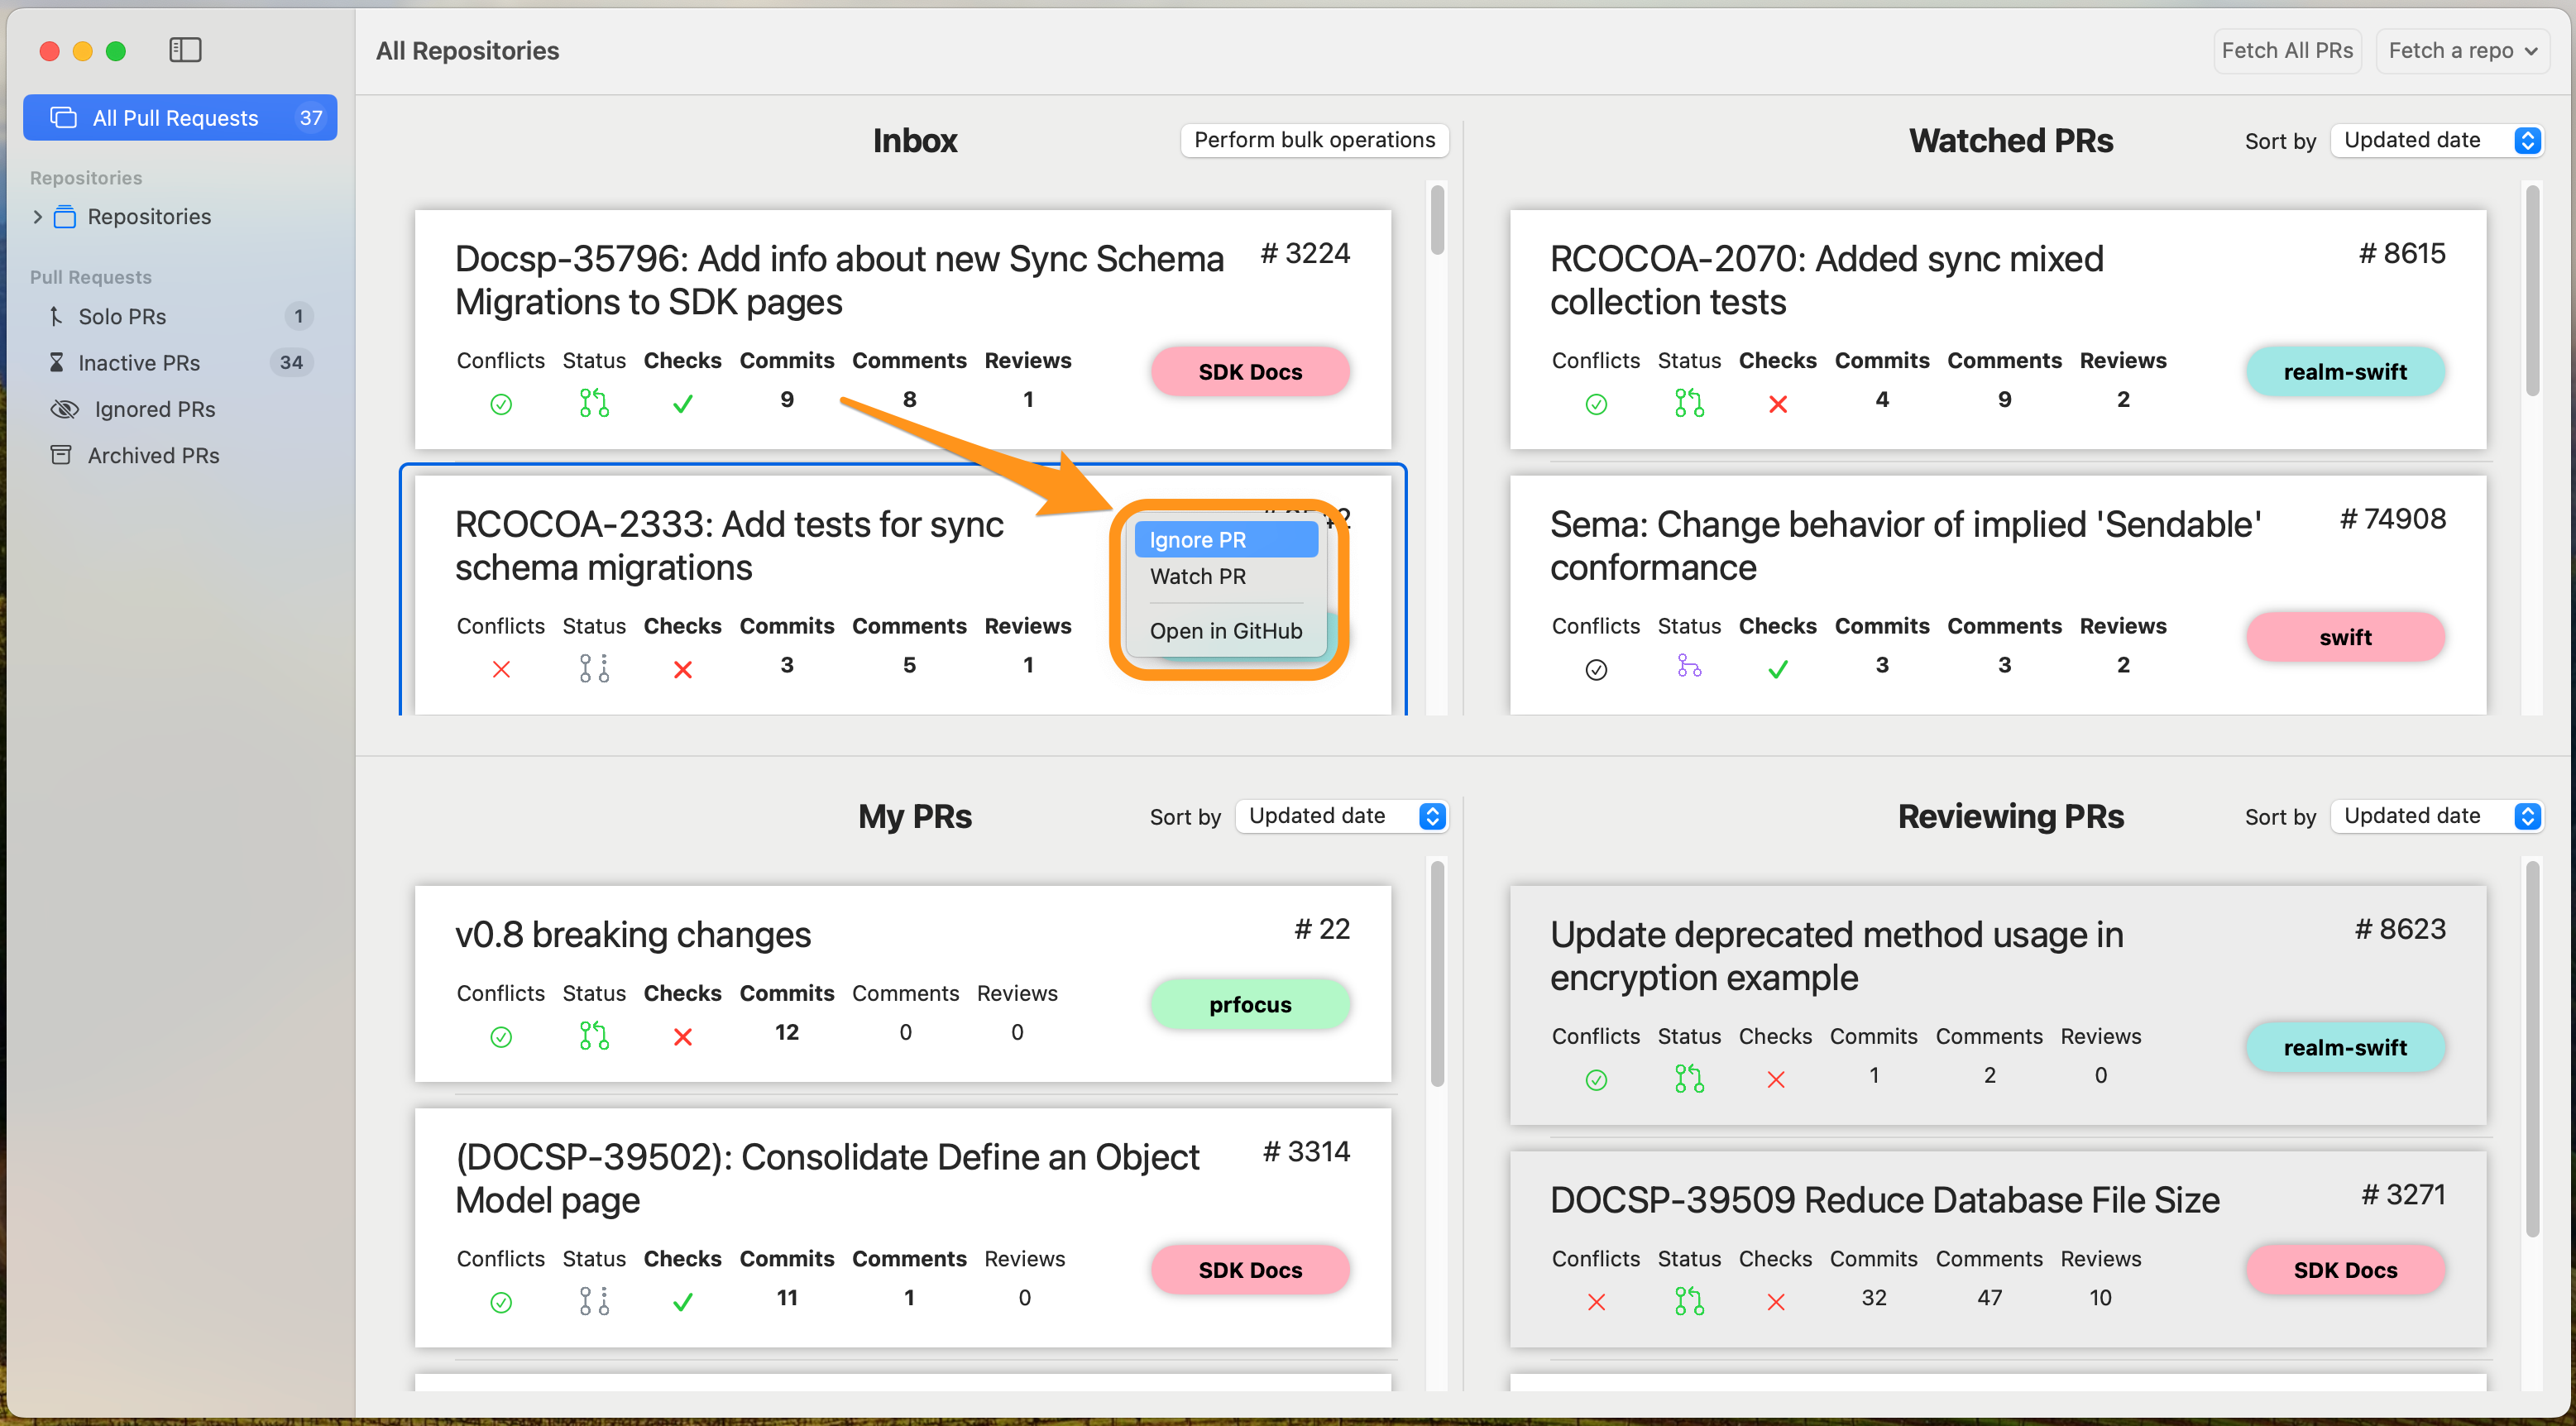 All Repositories
Fetch All PRs
Fetch a repo
All Pull Requests 37
Repositories
Repositories
Pull Requests
Solo PRs 1
Inactive PRs 34
Ignored PRs
Archived PRs
Inbox
Perform bulk operations
Docsp-35796: Add info about new Sync Schema
Migrations to SDK pages
# 3224
Conflicts Status Checks Commits Comments Reviews
9 8 1
SDK Docs
RCOCOA-2333: Add tests for sync
schema migrations
Conflicts Status Checks Commits Comments Reviews
3 5 1
Ignore PR
Watch PR
Open in GitHub
Watched PRs
Sort by Updated date
RCOCOA-2070: Added sync mixed
collection tests
# 8615
Conflicts Status Checks Commits Comments Reviews
4 9 2
realm-swift
Sema: Change behavior of implied 'Sendable'
conformance
# 74908
Conflicts Status Checks Commits Comments Reviews
3 3 2
swift
My PRs
Sort by Updated date
v0.8 breaking changes
# 22
Conflicts Status Checks Commits Comments Reviews
12 0 0
prfocus
(DOCSP-39502): Consolidate Define an Object
Model page
# 3314
Conflicts Status Checks Commits Comments Reviews
11 1 0
SDK Docs
Reviewing PRs
Sort by Updated date
Update deprecated method usage in
encryption example
# 8623
Conflicts Status Checks Commits Comments Reviews
1 2 0
realm-swift
DOCSP-39509 Reduce Database File Size
# 3271
Conflicts Status Checks Commits Comments Reviews
32 47 10
SDK Docs